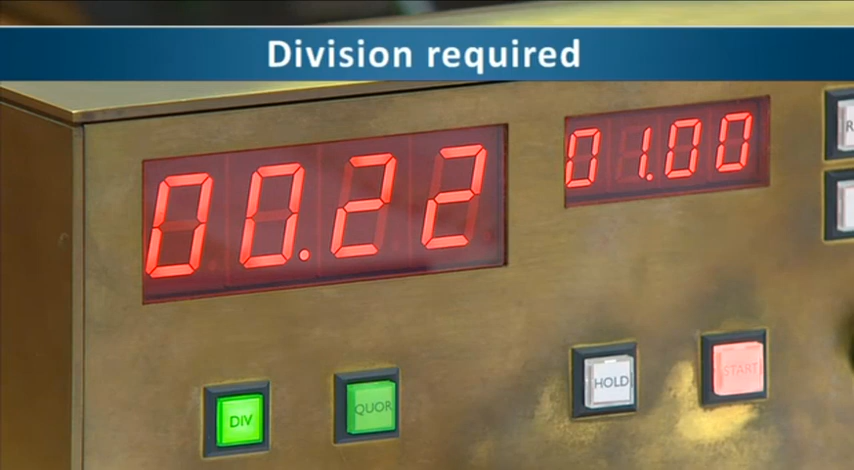 Division required
00.22
01.00
R
DIV
QUOR
HOLD
START